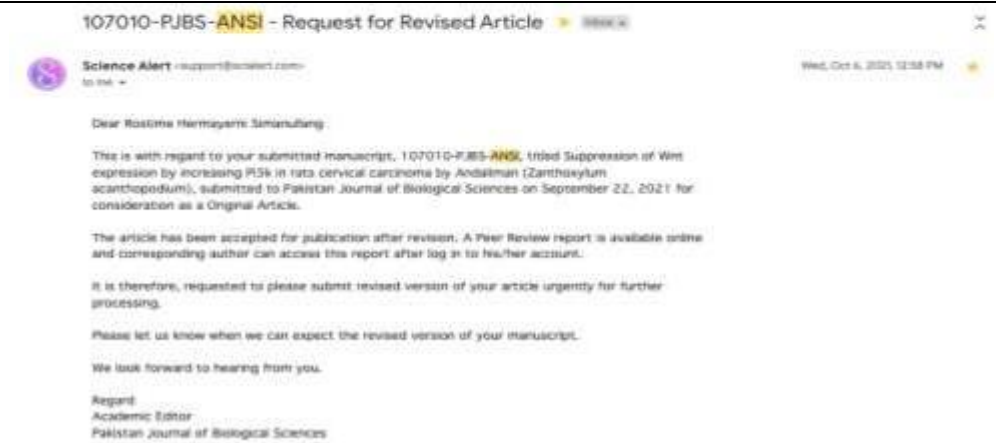 107010-PJBS-ANSI - Request for Revised Article
Science Alert <support@scialert.com>
Wed, Oct 6, 2021, 12:58 PM
to me
Dear Rostime Hermayerni Simanullang
This is with regard to your submitted manuscript, 107010-PJBS-ANSI, titled Suppression of Wnt
expression by increasing PI3k in rats cervical carcinoma by Andaliman (Zanthoxylum
acanthopodium), submitted to Pakistan Journal of Biological Sciences on September 22, 2021 for
consideration as a Original Article.
The article has been accepted for publication after revision. A Peer Review report is available online
and corresponding author can access this report after log in to his/her account.
It is therefore, requested to please submit revised version of your article urgently for further
processing.
Please let us know when we can expect the revised version of your manuscript.
We look forward to hearing from you.
Regard
Academic Editor
Pakistan Journal of Biological Sciences